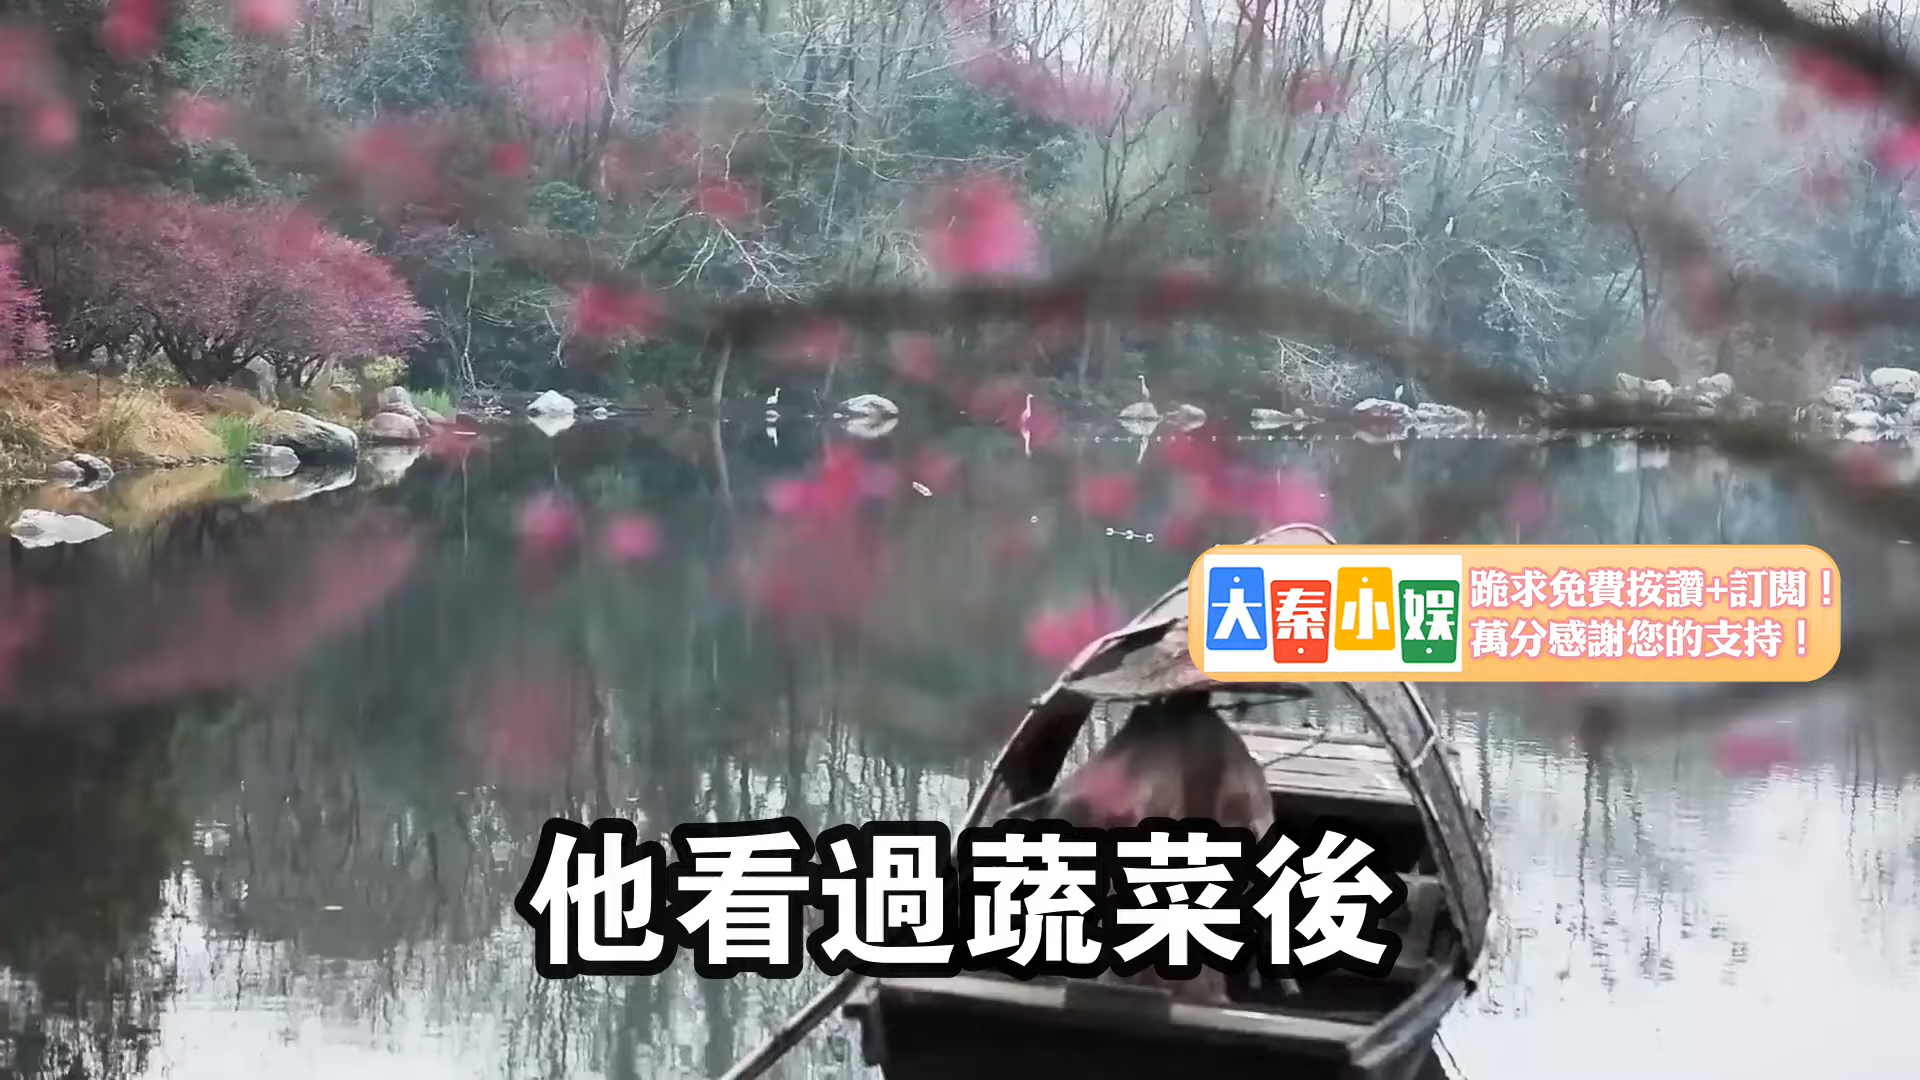 大秦小娱
跪求免費按讚+訂閱！
萬分感謝您的支持！
他看過蔬菜後